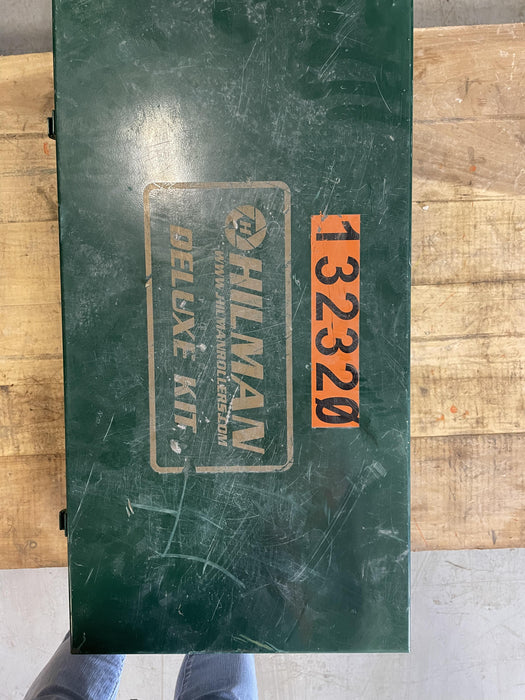 132320
HILMAN
WWW.HILMANROLLERS.COM
DELUXE KIT